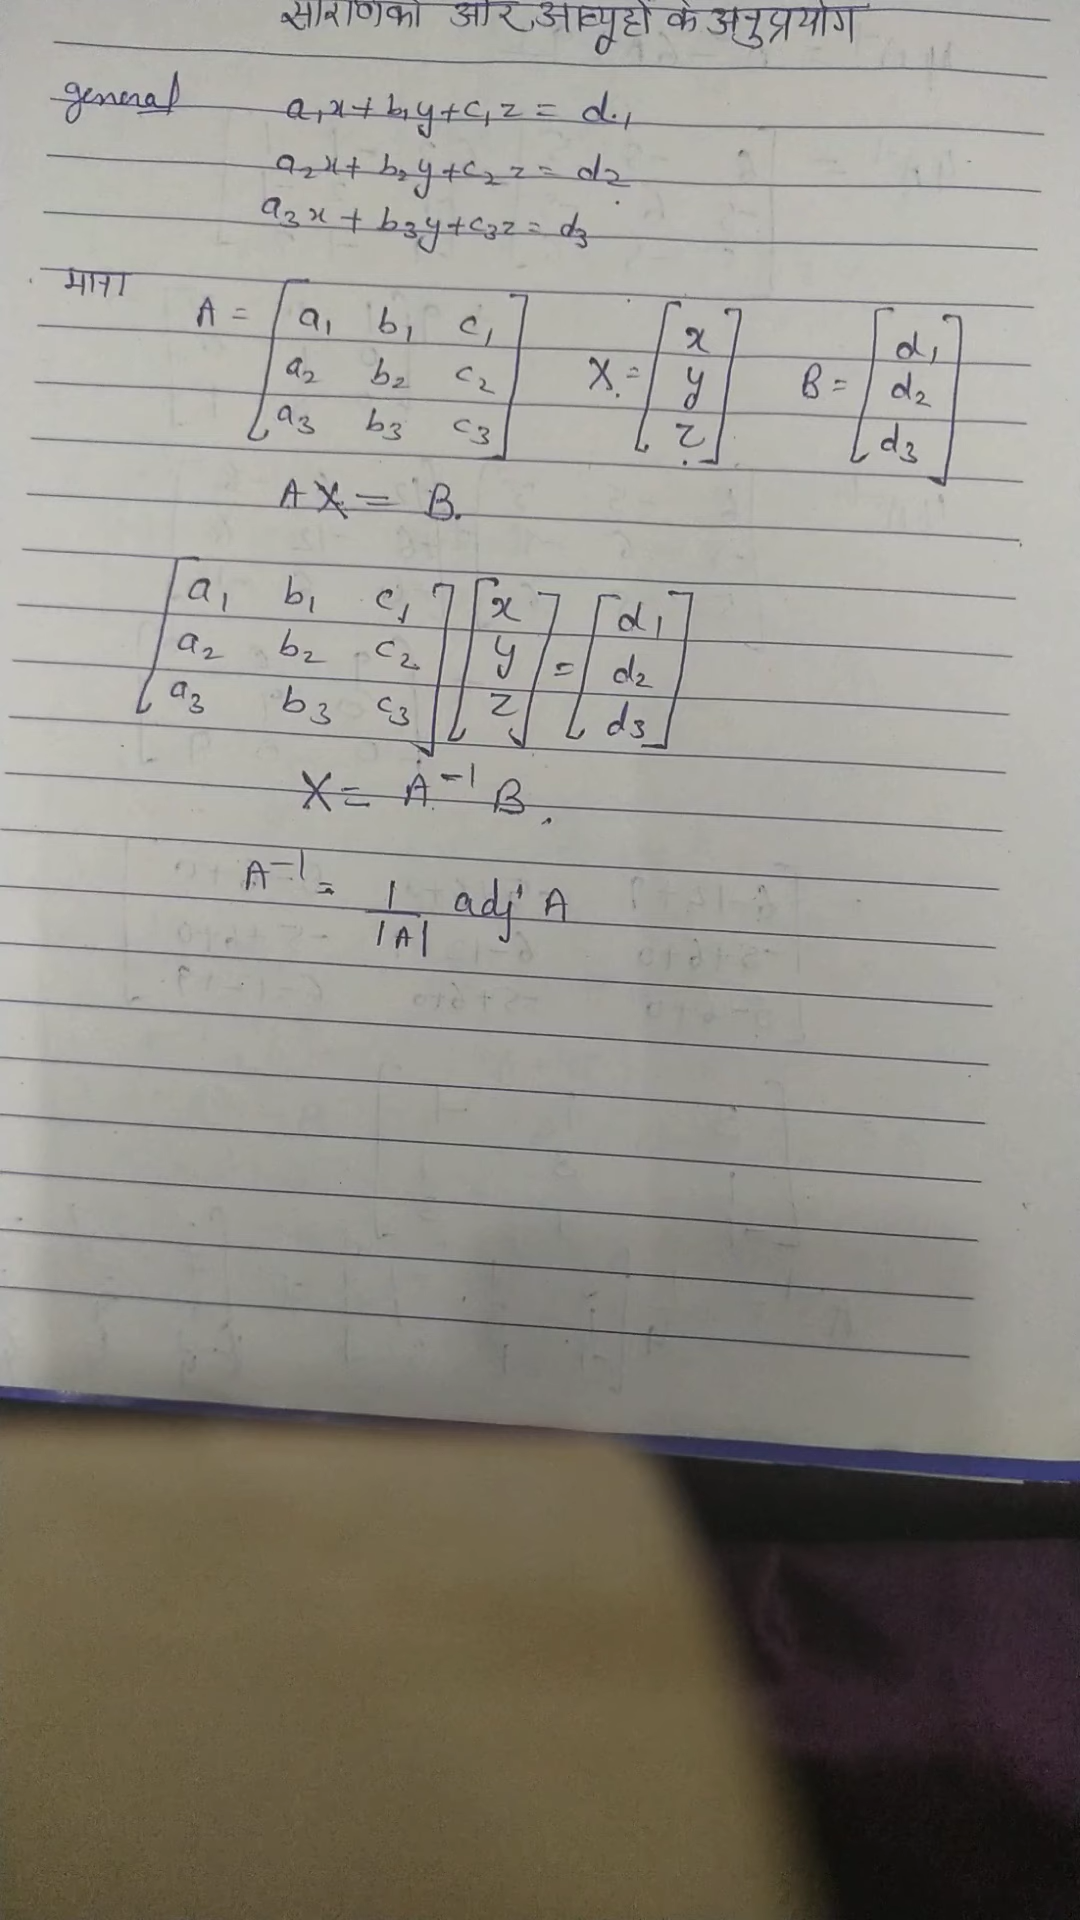 सारणिकों और आव्यूहों के अनुप्रयोग
general a₁x + b₁y + c₁z = d₁
a₂x + b₂y + c₂z = d₂
a₃x + b₃y + c₃z = d₃
माना A = [a₁ b₁ c₁ X = [x B = [d₁
a₂ b₂ c₂ y d₂
a₃ b₃ c₃] z] d₃]
AX = B.
[a₁ b₁ c₁ [x [d₁
a₂ b₂ c₂ y = d₂
a₃ b₃ c₃] z] d₃]
X = A⁻¹ B.
A⁻¹ = 1/|A| adj A